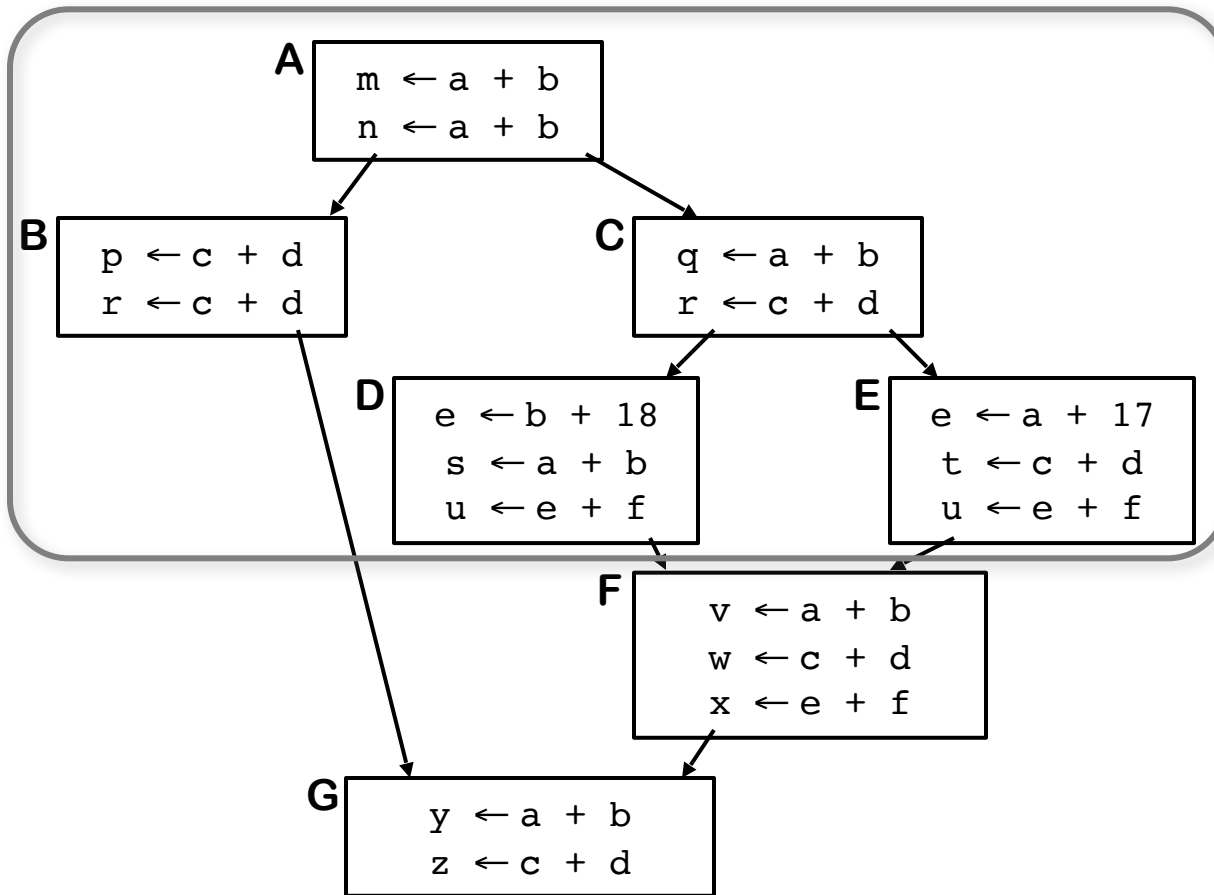 A
m ← a + b
n ← a + b
B
p ← c + d
r ← c + d
C
q ← a + b
r ← c + d
D
e ← b + 18
s ← a + b
u ← e + f
E
e ← a + 17
t ← c + d
u ← e + f
F
v ← a + b
w ← c + d
x ← e + f
G
y ← a + b
z ← c + d